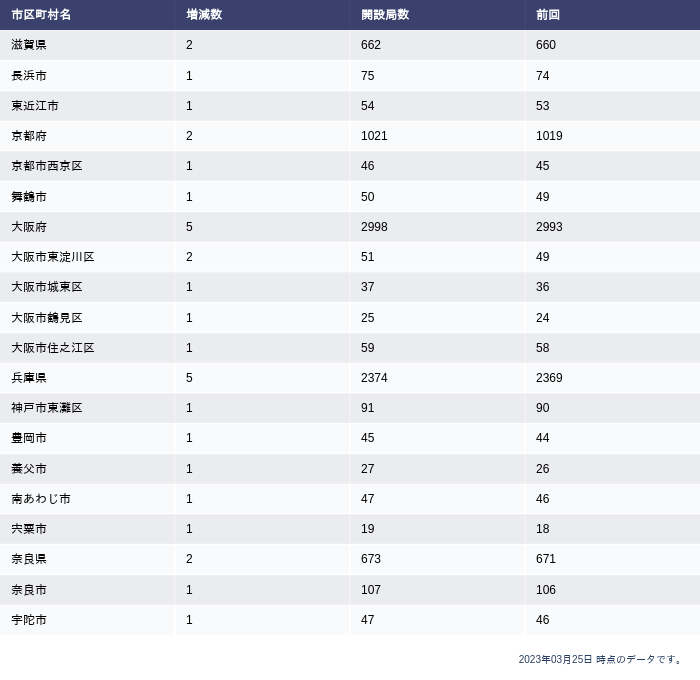 市区町村名 増減数 開設局数 前回
滋賀県 2 662 660
長浜市 1 75 74
東近江市 1 54 53
京都府 2 1021 1019
京都市西京区 1 46 45
舞鶴市 1 50 49
大阪府 5 2998 2993
大阪市東淀川区 2 51 49
大阪市城東区 1 37 36
大阪市鶴見区 1 25 24
大阪市住之江区 1 59 58
兵庫県 5 2374 2369
神戸市東灘区 1 91 90
豊岡市 1 45 44
養父市 1 27 26
南あわじ市 1 47 46
宍粟市 1 19 18
奈良県 2 673 671
奈良市 1 107 106
宇陀市 1 47 46
2023年03月25日 時点のデータです。